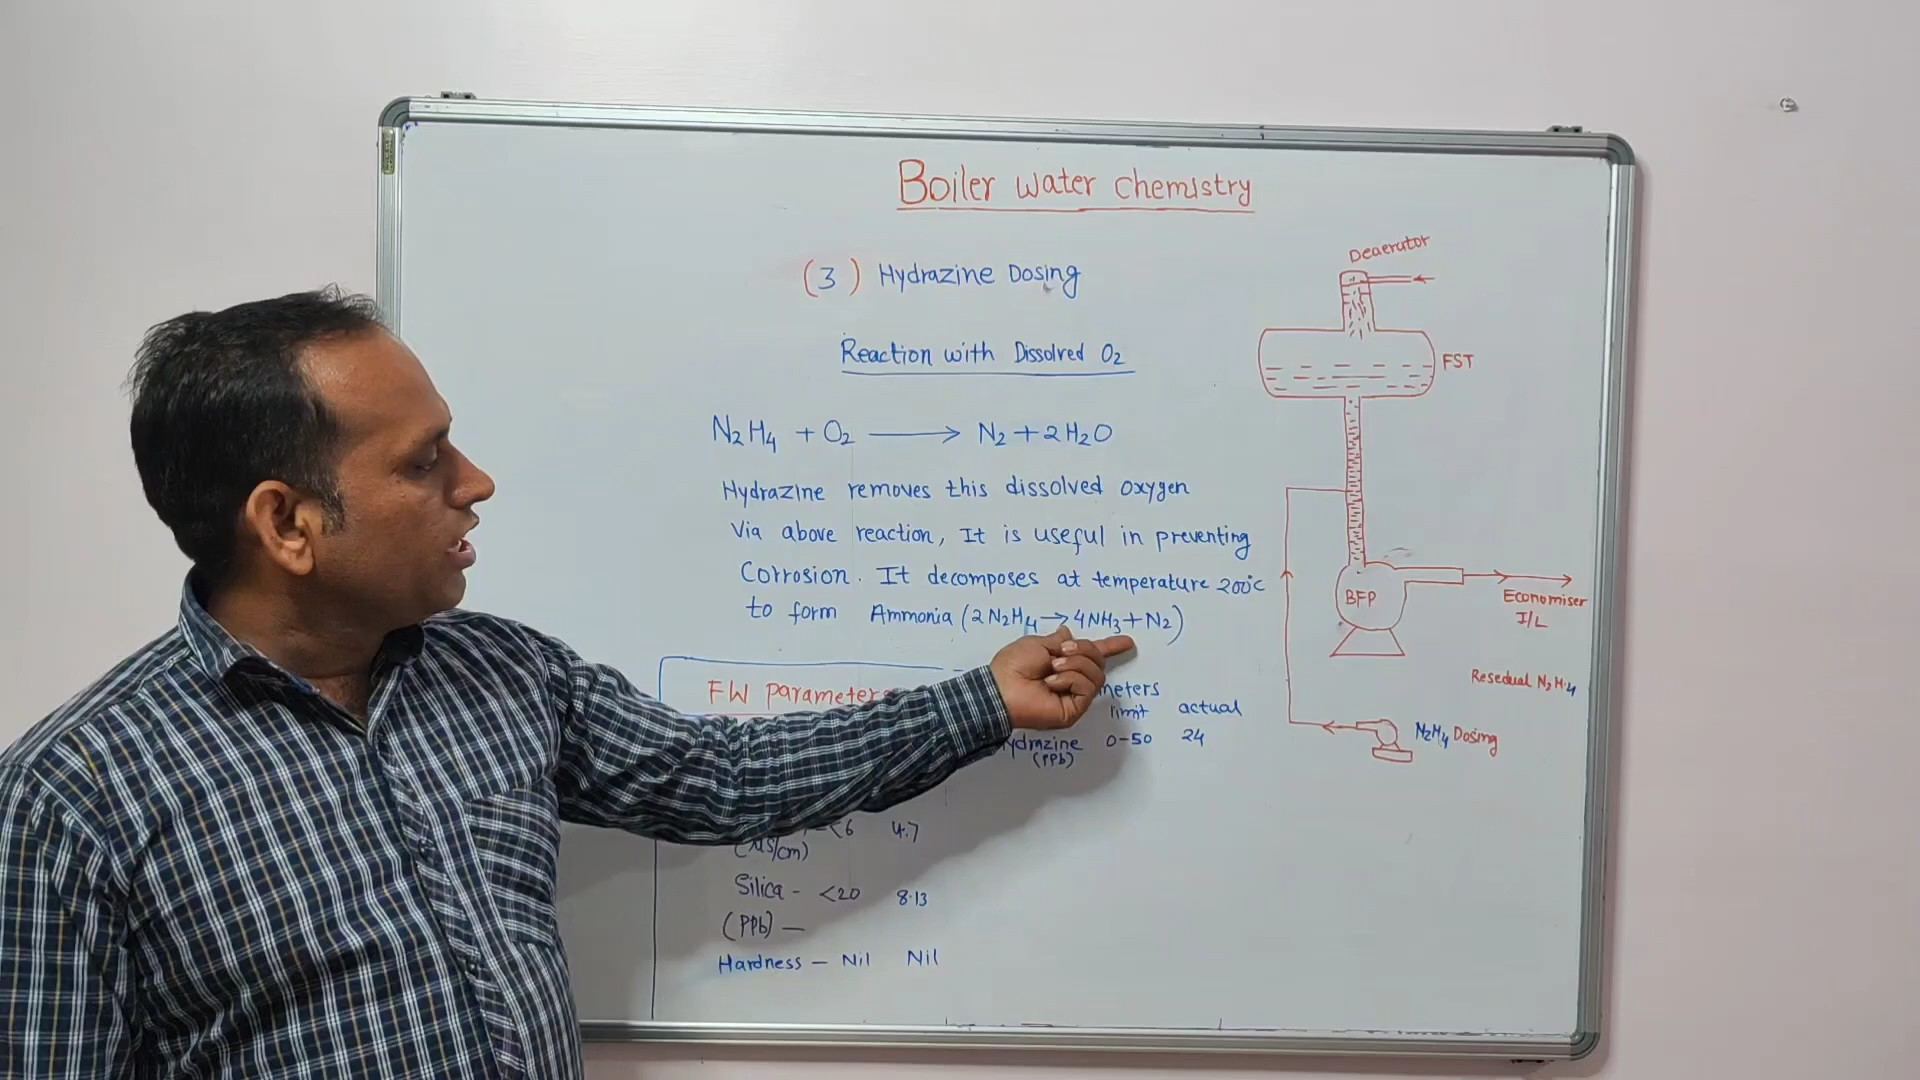 Boiler water chemistry
(3) Hydrazine Dosing
Reaction with Dissolved O2
N2H4 + O2 → N2 + 2H2O
Hydrazine removes this dissolved oxygen
Via above reaction, It is useful in preventing
Corrosion. It decomposes at temperature 200°C
to form Ammonia (2N2H4 → 4NH3 + N2)
FW parameters
meters
limit actual
ydrazine 0-50 24
(PPb)
<6 4.7
(μs/cm)
Silica - <20 8.13
(PPb) —
Hardness - Nil Nil
Deaerator
FST
BFP
Economiser
I/L
Resedual N2H4
N2H4 Dosing